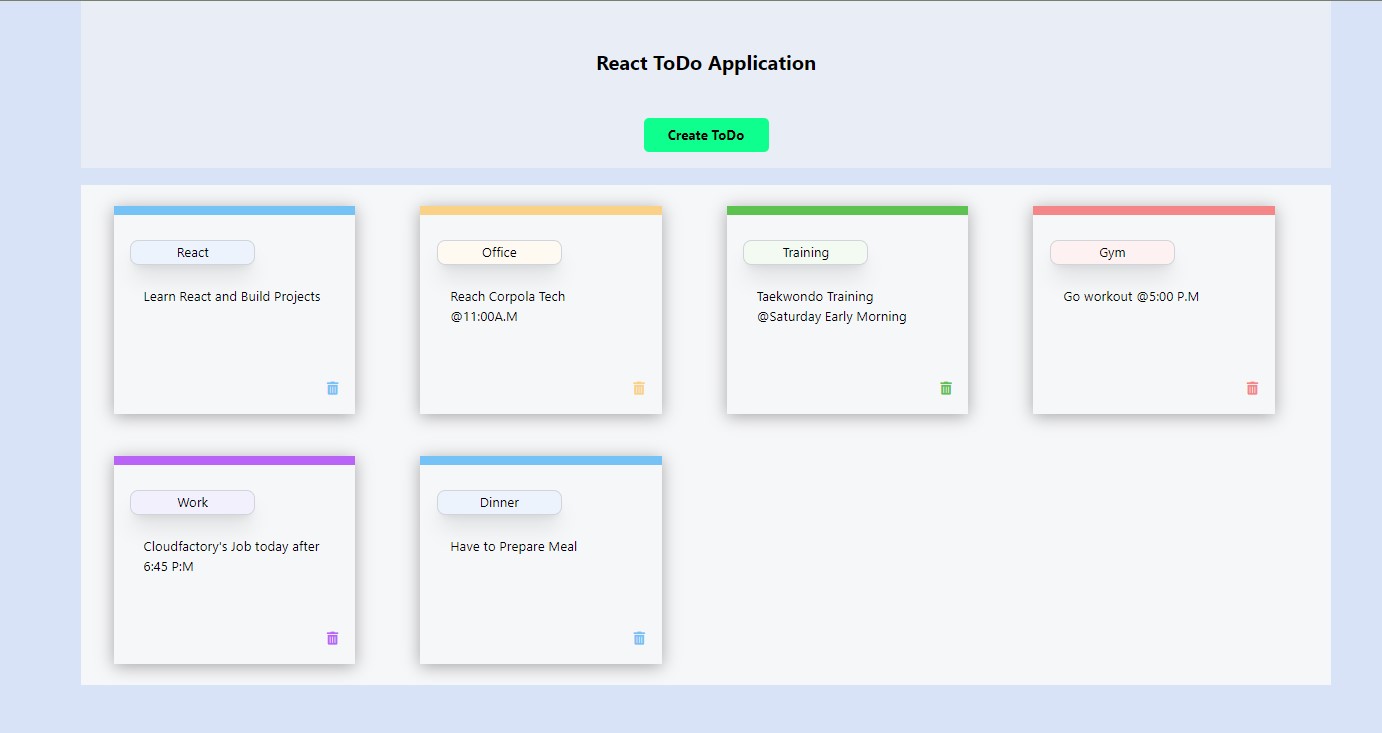 React ToDo Application
Create ToDo
React
Learn React and Build Projects
Office
Reach Corpola Tech
@11:00A.M
Training
Taekwondo Training
@Saturday Early Morning
Gym
Go workout @5:00 P.M
Work
Cloudfactory's Job today after
6:45 P:M
Dinner
Have to Prepare Meal